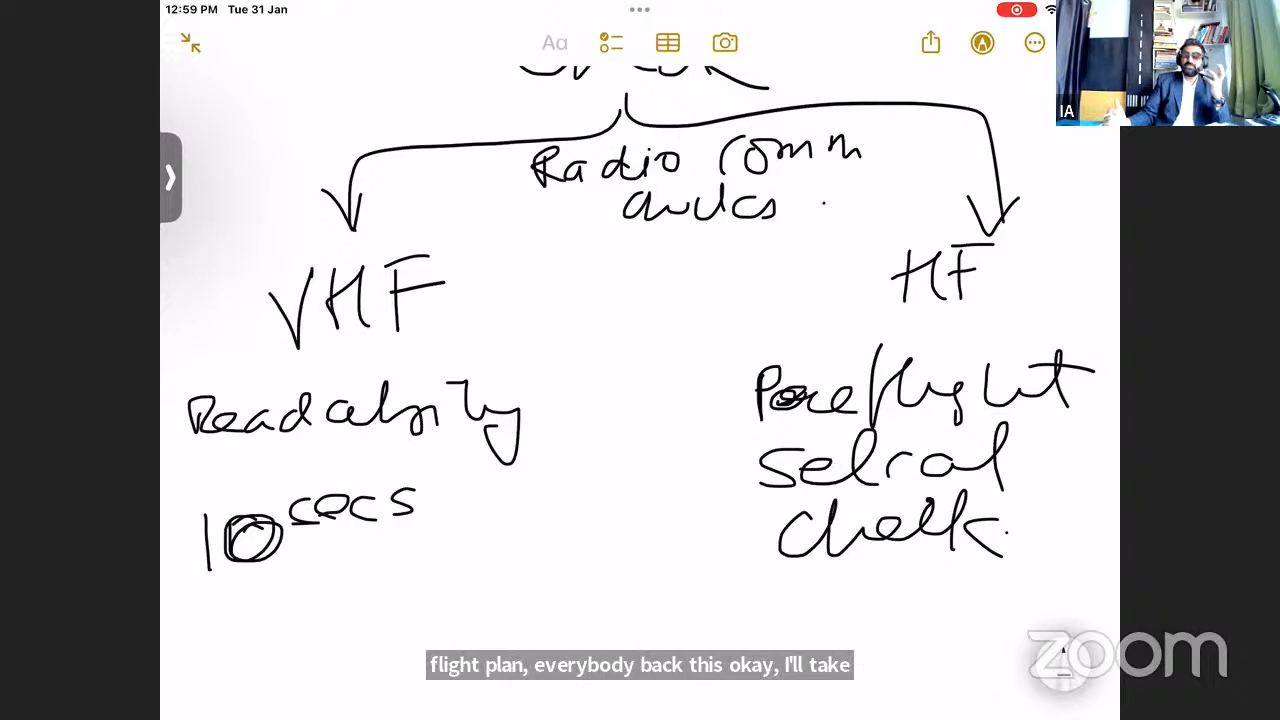 12:59 PM Tue 31 Jan
Aa
IA
Radio comm
checks
VHF
HF
Readability
Preflight
10 secs
selcal
check.
zoom
flight plan, everybody back this okay, I'll take